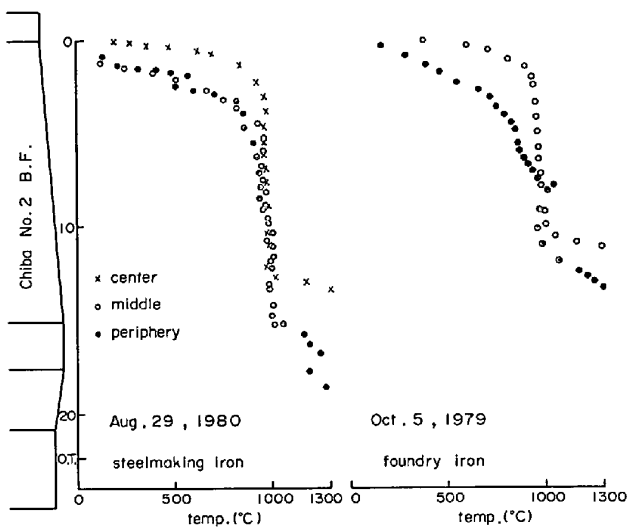 Chiba No.2 B.F.
0
10
20
O.T.
× center
○ middle
● periphery
Aug. 29, 1980
steelmaking iron
0 500 1000 1300
temp.(°C)
Oct. 5, 1979
foundry iron
0 1000 1300
temp.(°C)